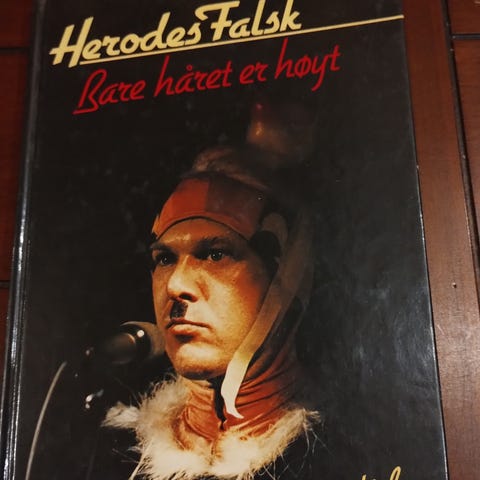 Herodes Falsk
Bare håret er høyt